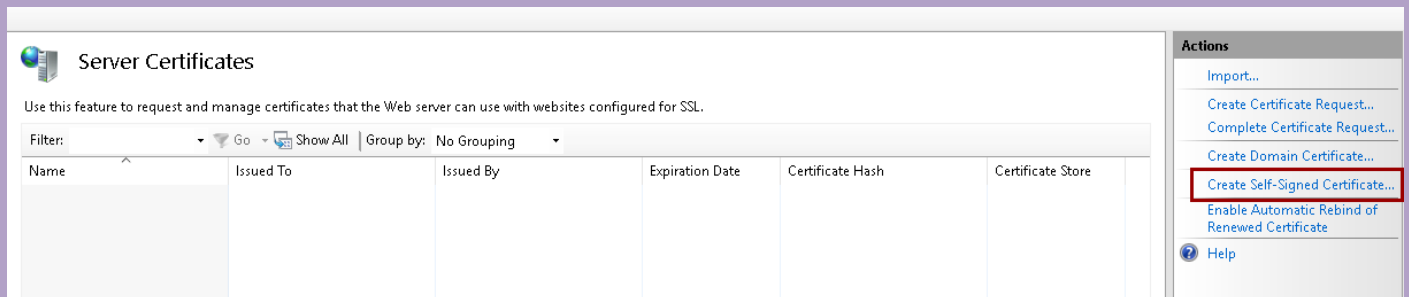 Server Certificates
Use this feature to request and manage certificates that the Web server can use with websites configured for SSL.
Filter: Go Show All Group by: No Grouping
Name Issued To Issued By Expiration Date Certificate Hash Certificate Store
Actions
Import...
Create Certificate Request...
Complete Certificate Request...
Create Domain Certificate...
Create Self-Signed Certificate...
Enable Automatic Rebind of
Renewed Certificate
Help